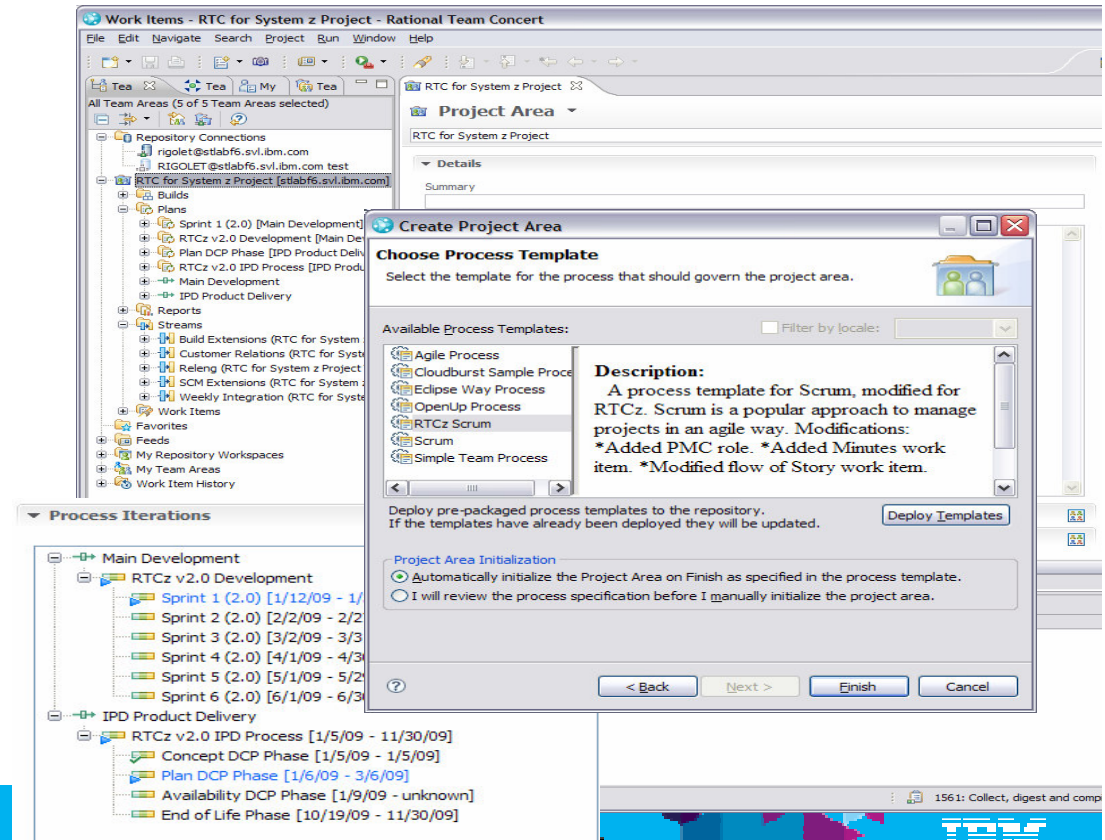 Work Items - RTC for System z Project - Rational Team Concert
File Edit Navigate Search Project Run Window Help
Tea Tea My Tea
RTC for System z Project
All Team Areas (5 of 5 Team Areas selected)
Project Area
RTC for System z Project
Details
Summary
Repository Connections
rigolet@stlabf6.svl.ibm.com
RIGOLET@stlabf6.svl.ibm.com test
RTC for System z Project [stlabf6.svl.ibm.com]
Builds
Plans
Sprint 1 (2.0) [Main Development]
RTCz v2.0 Development [Main De
Plan DCP Phase [IPD Product Deliv
RTCz v2.0 IPD Process [IPD Produ
Main Development
IPD Product Delivery
Reports
Streams
Build Extensions (RTC for System
Customer Relations (RTC for Syste
Releng (RTC for System z Project
SCM Extensions (RTC for System z
Weekly Integration (RTC for Syste
Work Items
Favorites
Feeds
My Repository Workspaces
My Team Areas
Work Item History
Create Project Area
Choose Process Template
Select the template for the process that should govern the project area.
Available Process Templates:
Filter by locale:
Agile Process
Cloudburst Sample Proce
Eclipse Way Process
OpenUp Process
RTCz Scrum
Scrum
Simple Team Process
Description:
A process template for Scrum, modified for
RTCz. Scrum is a popular approach to manage
projects in an agile way. Modifications:
*Added PMC role. *Added Minutes work
item. *Modified flow of Story work item.
Deploy pre-packaged process templates to the repository.
If the templates have already been deployed they will be updated.
Deploy Templates
Project Area Initialization
Automatically initialize the Project Area on Finish as specified in the process template.
I will review the process specification before I manually initialize the project area.
< Back
Next >
Finish
Cancel
Process Iterations
Main Development
RTCz v2.0 Development
Sprint 1 (2.0) [1/12/09 - 1/
Sprint 2 (2.0) [2/2/09 - 2/2
Sprint 3 (2.0) [3/2/09 - 3/3
Sprint 4 (2.0) [4/1/09 - 4/3
Sprint 5 (2.0) [5/1/09 - 5/2
Sprint 6 (2.0) [6/1/09 - 6/3
IPD Product Delivery
RTCz v2.0 IPD Process [1/5/09 - 11/30/09]
Concept DCP Phase [1/5/09 - 1/5/09]
Plan DCP Phase [1/6/09 - 3/6/09]
Availability DCP Phase [1/9/09 - unknown]
End of Life Phase [10/19/09 - 11/30/09]
1561: Collect, digest and comp